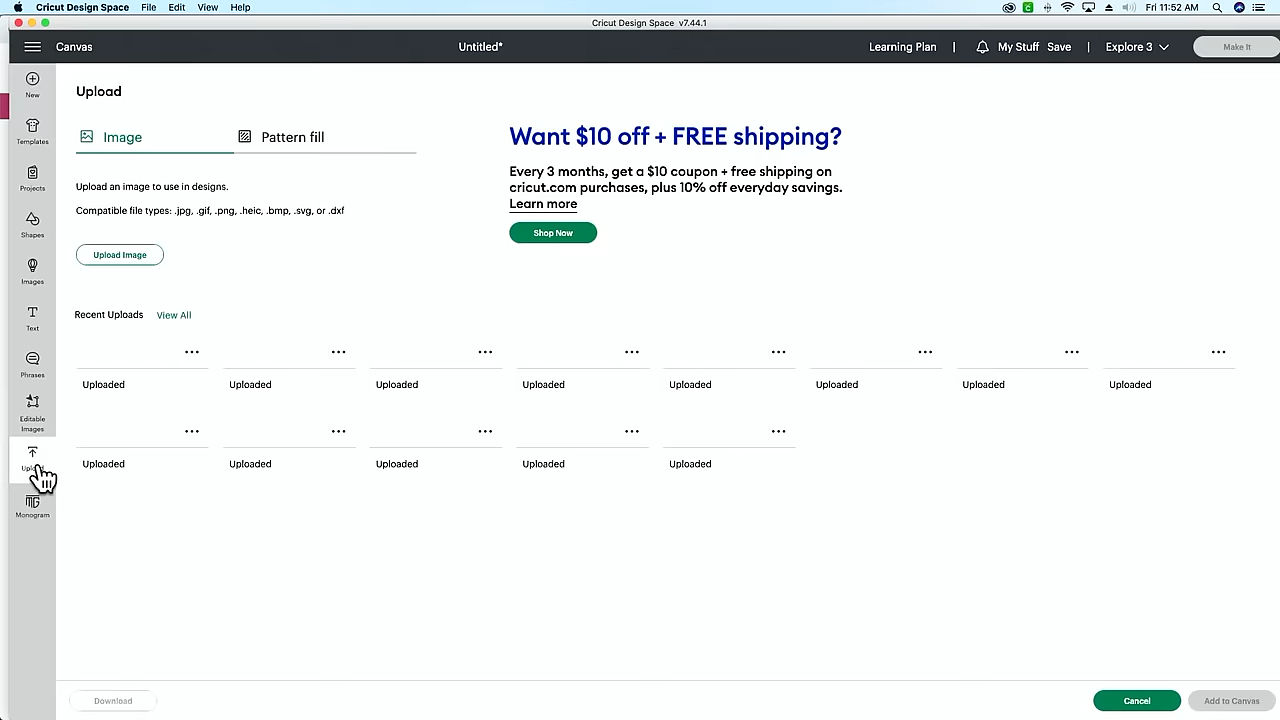 Cricut Design Space File Edit View Help Fri 11:52 AM
Cricut Design Space v7.44.1
Canvas Untitled* Learning Plan | My Stuff Save | Explore 3 Make It
New
Templates
Projects
Shapes
Images
Text
Phrases
Editable
Images
Monogram
Upload
Image Pattern fill
Upload an image to use in designs.
Compatible file types: .jpg, .gif, .png, .heic, .bmp, .svg, or .dxf
Upload Image
Want $10 off + FREE shipping?
Every 3 months, get a $10 coupon + free shipping on
cricut.com purchases, plus 10% off everyday savings.
Learn more
Shop Now
Recent Uploads View All
Uploaded Uploaded Uploaded Uploaded Uploaded Uploaded Uploaded Uploaded
Uploaded Uploaded Uploaded Uploaded Uploaded
Download Cancel Add to Canvas